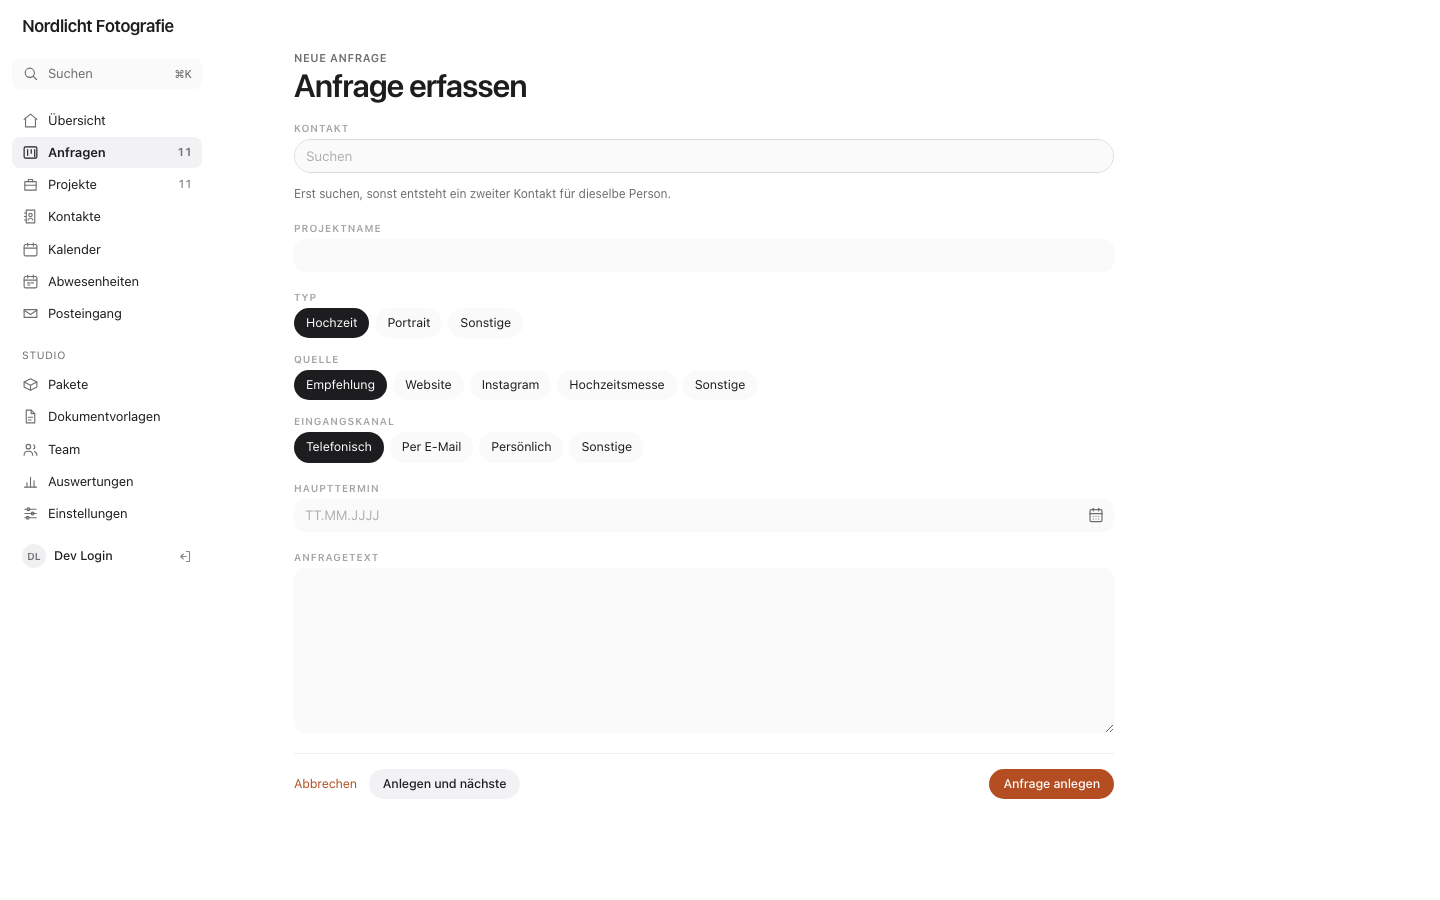 Nordlicht Fotografie
Suchen ⌘K
Übersicht
Anfragen 11
Projekte 11
Kontakte
Kalender
Abwesenheiten
Posteingang
STUDIO
Pakete
Dokumentvorlagen
Team
Auswertungen
Einstellungen
DL Dev Login
NEUE ANFRAGE
Anfrage erfassen
KONTAKT
Suchen
Erst suchen, sonst entsteht ein zweiter Kontakt für dieselbe Person.
PROJEKTNAME
TYP
Hochzeit Portrait Sonstige
QUELLE
Empfehlung Website Instagram Hochzeitsmesse Sonstige
EINGANGSKANAL
Telefonisch Per E-Mail Persönlich Sonstige
HAUPTTERMIN
TT.MM.JJJJ
ANFRAGETEXT
Abbrechen Anlegen und nächste Anfrage anlegen